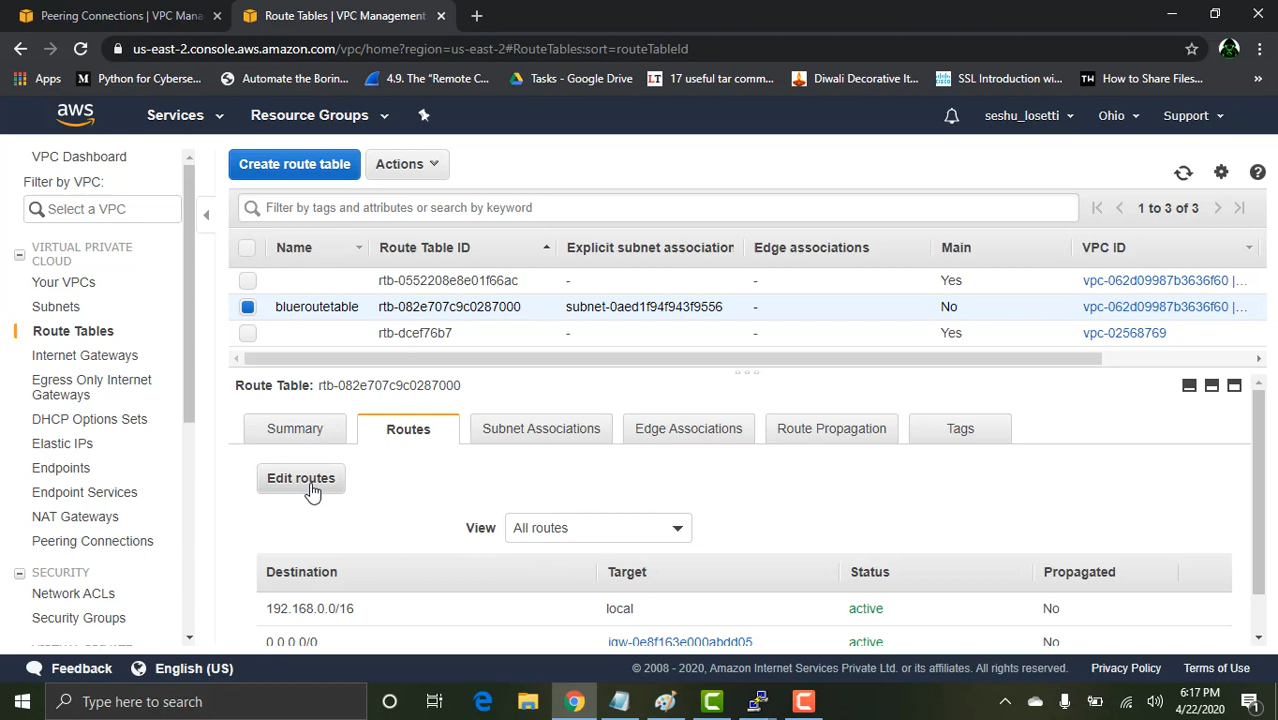 Peering Connections | VPC Mana
Route Tables | VPC Management
us-east-2.console.aws.amazon.com/vpc/home?region=us-east-2#RouteTables:sort=routeTableId
Apps
M Python for Cyberse...
Automate the Borin...
4.9. The “Remote C...
Tasks - Google Drive
LT 17 useful tar comm...
Diwali Decorative It...
SSL Introduction wi...
How to Share Files...
aws
Services
Resource Groups
seshu_losetti
Ohio
Support
VPC Dashboard
Filter by VPC:
Select a VPC
VIRTUAL PRIVATE
CLOUD
Your VPCs
Subnets
Route Tables
Internet Gateways
Egress Only Internet
Gateways
DHCP Options Sets
Elastic IPs
Endpoints
Endpoint Services
NAT Gateways
Peering Connections
SECURITY
Network ACLs
Security Groups
Create route table
Actions
Filter by tags and attributes or search by keyword
1 to 3 of 3
Name Route Table ID Explicit subnet association Edge associations Main VPC ID
rtb-0552208e8e01f66ac - - Yes vpc-062d09987b3636f60 |...
blueroutetable rtb-082e707c9c0287000 subnet-0aed1f94f943f9556 - No vpc-062d09987b3636f60 |...
rtb-dcef76b7 - - Yes vpc-02568769
Route Table: rtb-082e707c9c0287000
Summary
Routes
Subnet Associations
Edge Associations
Route Propagation
Tags
Edit routes
View All routes
Destination Target Status Propagated
192.168.0.0/16 local active No
0.0.0.0/0 igw-0e8f163e000abdd05 active No
Feedback
English (US)
© 2008 - 2020, Amazon Internet Services Private Ltd. or its affiliates. All rights reserved.
Privacy Policy
Terms of Use
Type here to search
6:17 PM
4/22/2020
1